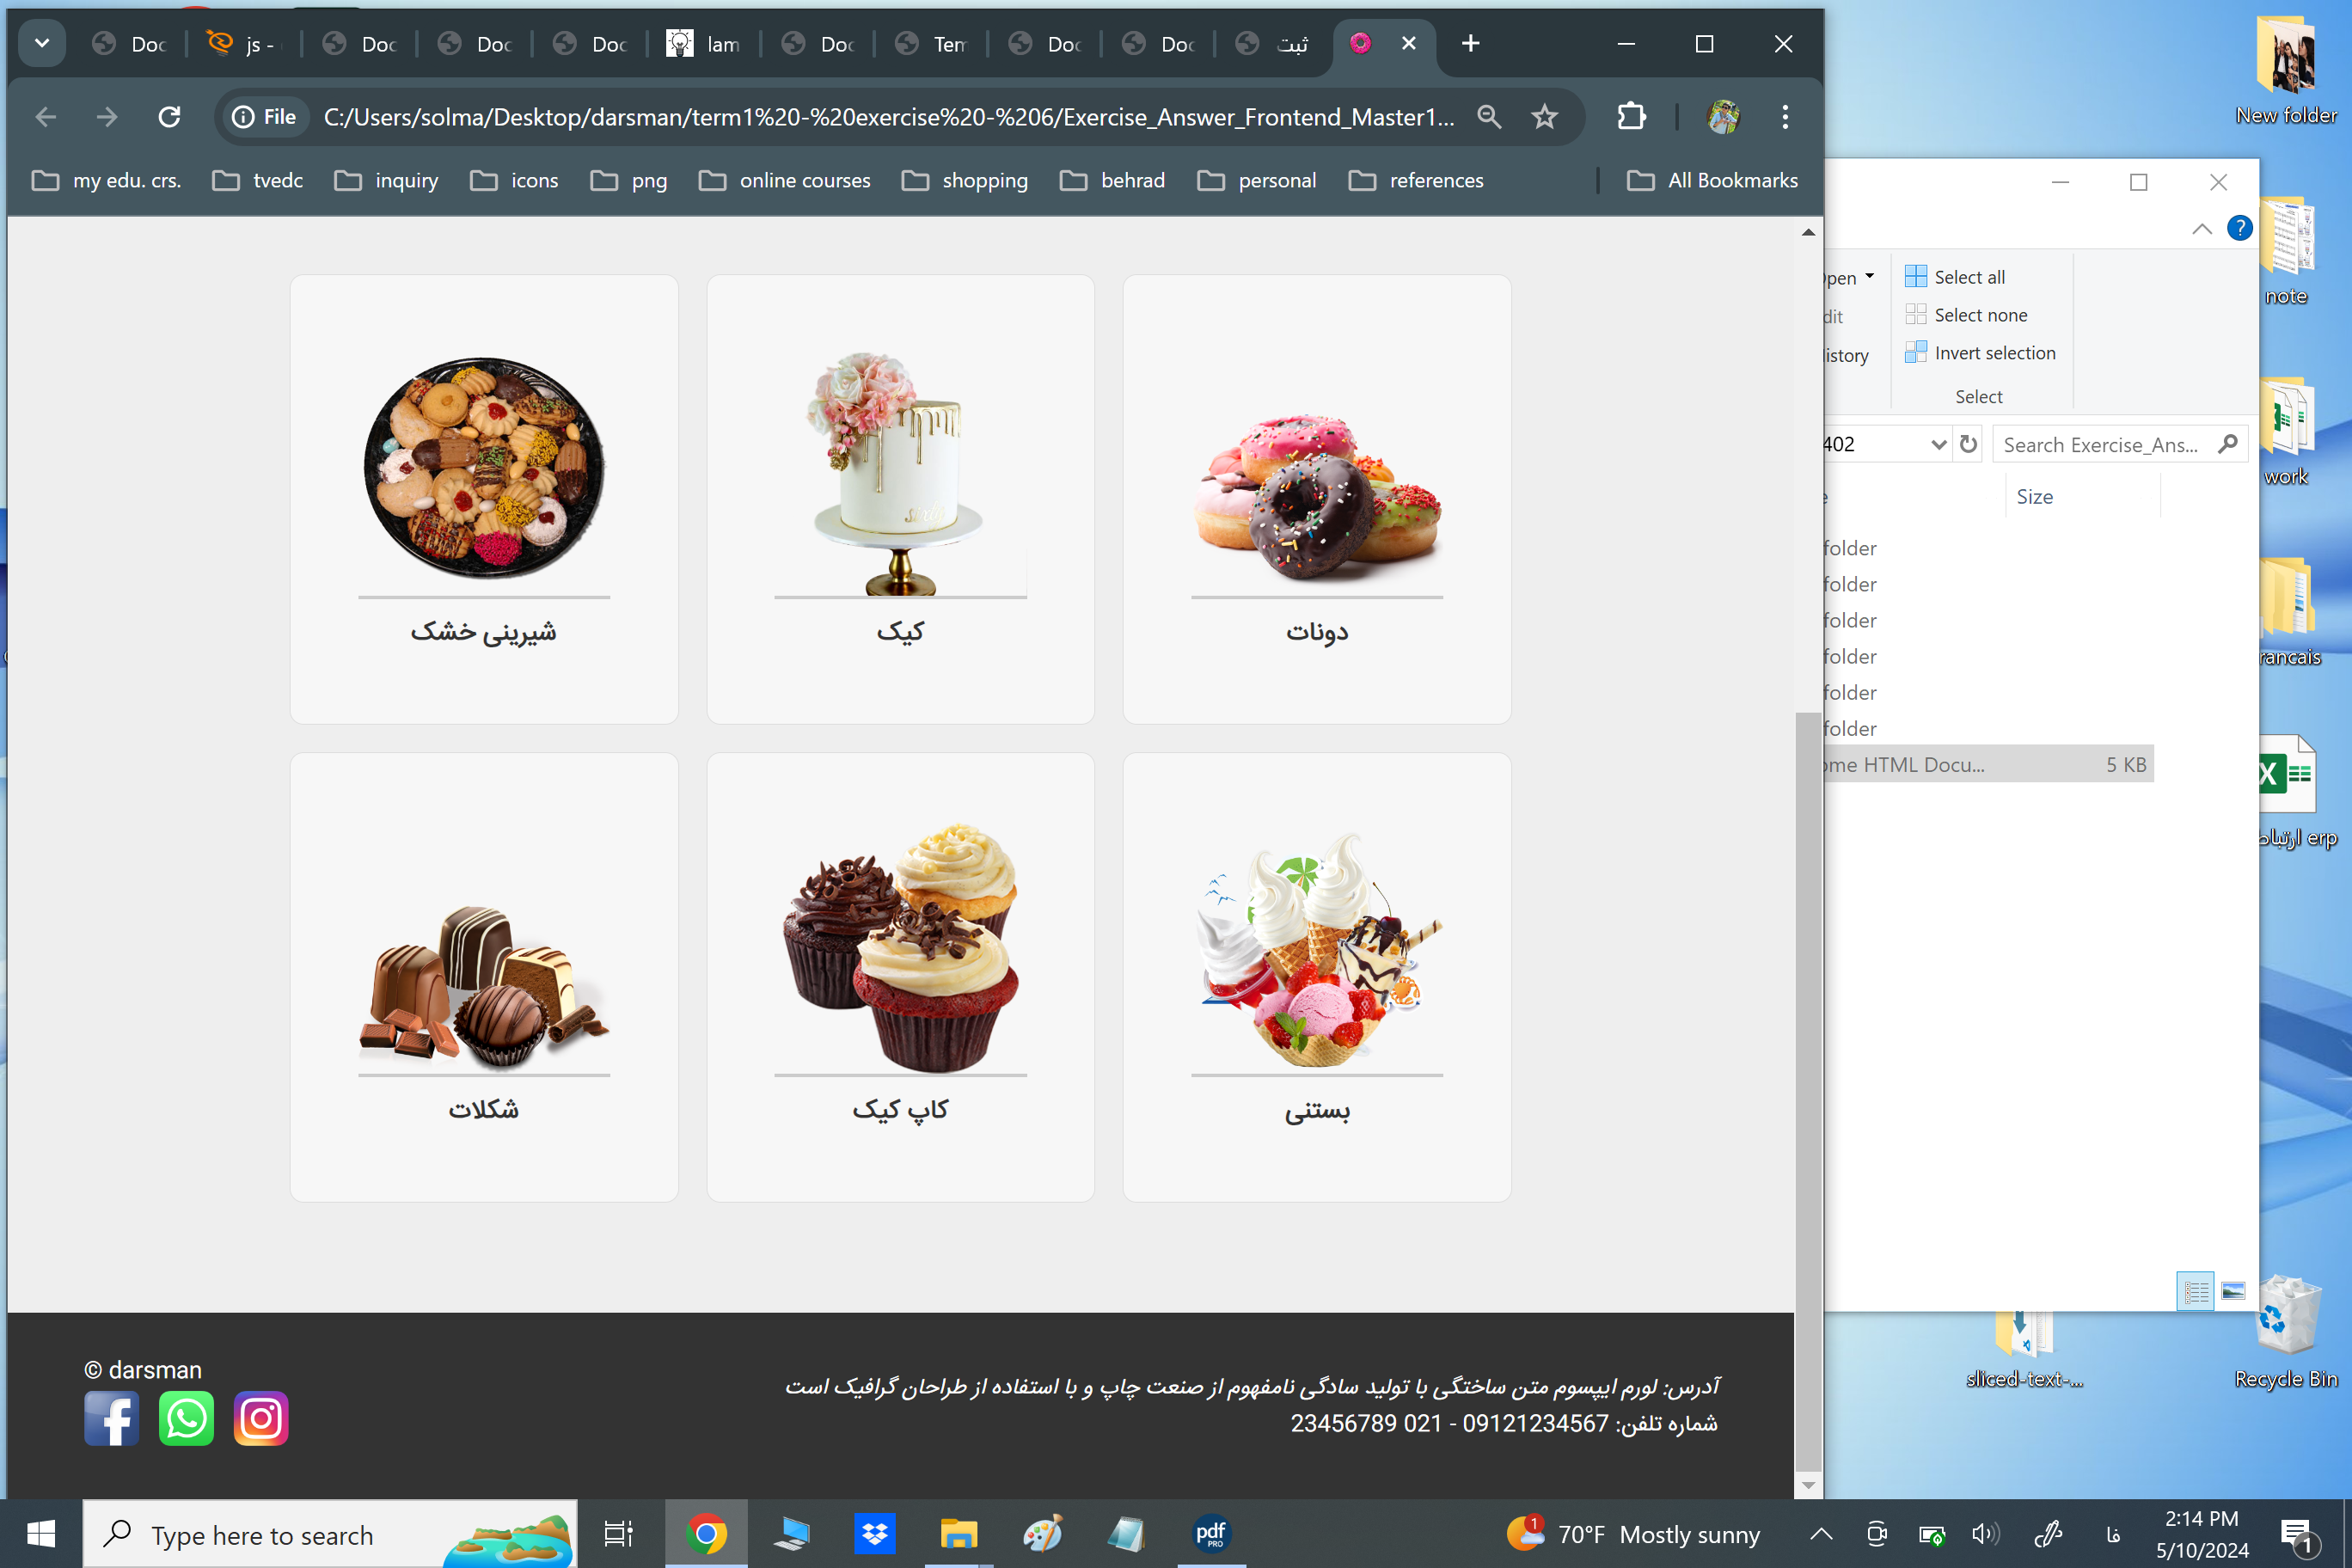 Doc
js -
Doc
Doc
Doc
lam
Doc
Tem
Doc
Doc
ثبت
File
C:/Users/solma/Desktop/darsman/term1%20-%20exercise%20-%206/Exercise_Answer_Frontend_Master1...
my edu. crs.
tvedc
inquiry
icons
png
online courses
shopping
behrad
personal
references
All Bookmarks
شیرینی خشک
کیک
دونات
شکلات
کاپ کیک
بستنی
© darsman
آدرس: لورم ایپسوم متن ساختگی با تولید سادگی نامفهوم از صنعت چاپ و با استفاده از طراحان گرافیک است
شماره تلفن: 09121234567 - 021 23456789
Select all
Select none
Invert selection
Select
402
Search Exercise_Ans...
Size
folder
folder
folder
folder
folder
folder
ome HTML Docu...
5 KB
New folder
note
work
rancais
ارتباط erp
sliced-text-...
Recycle Bin
Type here to search
pdf
PRO
1
70°F Mostly sunny
فا
2:14 PM
5/10/2024
1